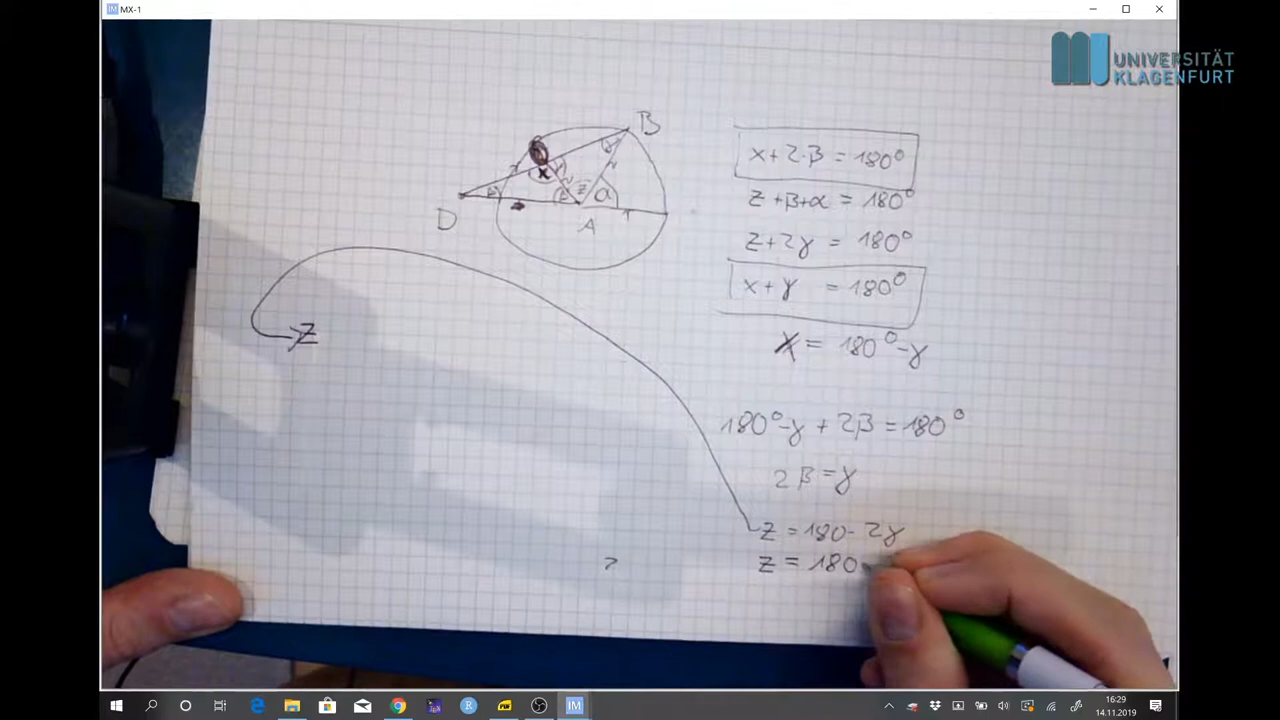 MX-1
UNIVERSITÄT
KLAGENFURT
B
D
A
x
z
α
r
x + 2·β = 180°
z + β + α = 180°
z + 2γ = 180°
x + γ = 180°
x = 180° - γ
180° - γ + 2β = 180°
2β = γ
z
z = 180 - 2γ
z = 180
16:29
14.11.2019